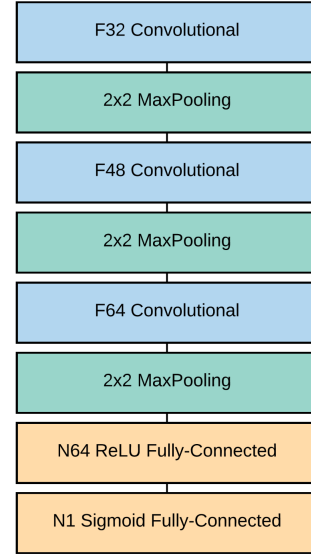 F32 Convolutional
2x2 MaxPooling
F48 Convolutional
2x2 MaxPooling
F64 Convolutional
2x2 MaxPooling
N64 ReLU Fully-Connected
N1 Sigmoid Fully-Connected